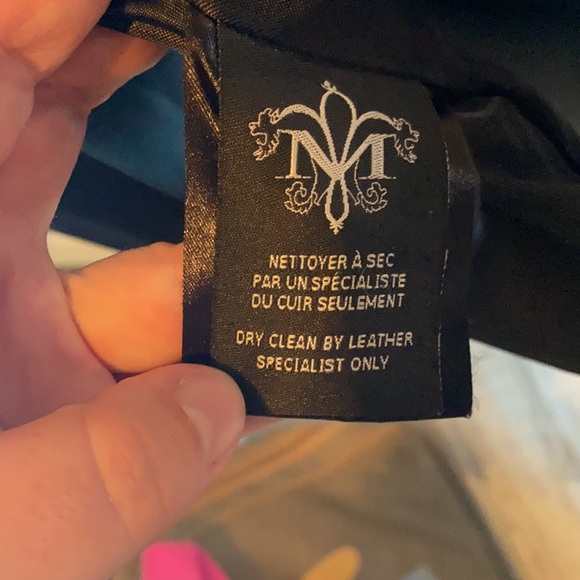 M
NETTOYER À SEC
PAR UN SPÉCIALISTE
DU CUIR SEULEMENT
DRY CLEAN BY LEATHER
SPECIALIST ONLY